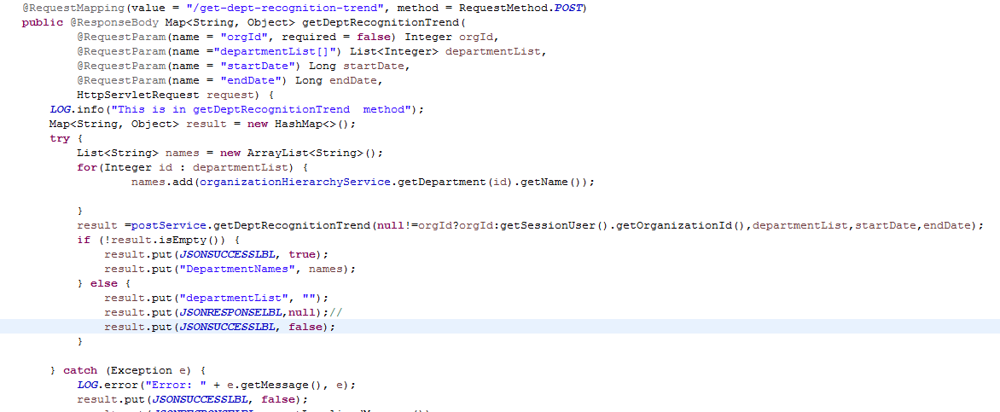 @RequestMapping(value = "/get-dept-recognition-trend", method = RequestMethod.POST)
public @ResponseBody Map<String, Object> getDeptRecognitionTrend(
@RequestParam(name = "orgId", required = false) Integer orgId,
@RequestParam(name ="departmentList[]") List<Integer> departmentList,
@RequestParam(name = "startDate") Long startDate,
@RequestParam(name = "endDate") Long endDate,
HttpServletRequest request) {
LOG.info("This is in getDeptRecognitionTrend  method");
Map<String, Object> result = new HashMap<>();
try {
List<String> names = new ArrayList<String>();
for(Integer id : departmentList) {
names.add(organizationHierarchyService.getDepartment(id).getName());
}
result =postService.getDeptRecognitionTrend(null!=orgId?orgId:getSessionUser().getOrganizationId(),departmentList,startDate,endDate);
if (!result.isEmpty()) {
result.put(JSONSUCCESSLBL, true);
result.put("DepartmentNames", names);
} else {
result.put("departmentList", "");
result.put(JSONRESPONSELBL,null);//
result.put(JSONSUCCESSLBL, false);
}
} catch (Exception e) {
LOG.error("Error: " + e.getMessage(), e);
result.put(JSONSUCCESSLBL, false);